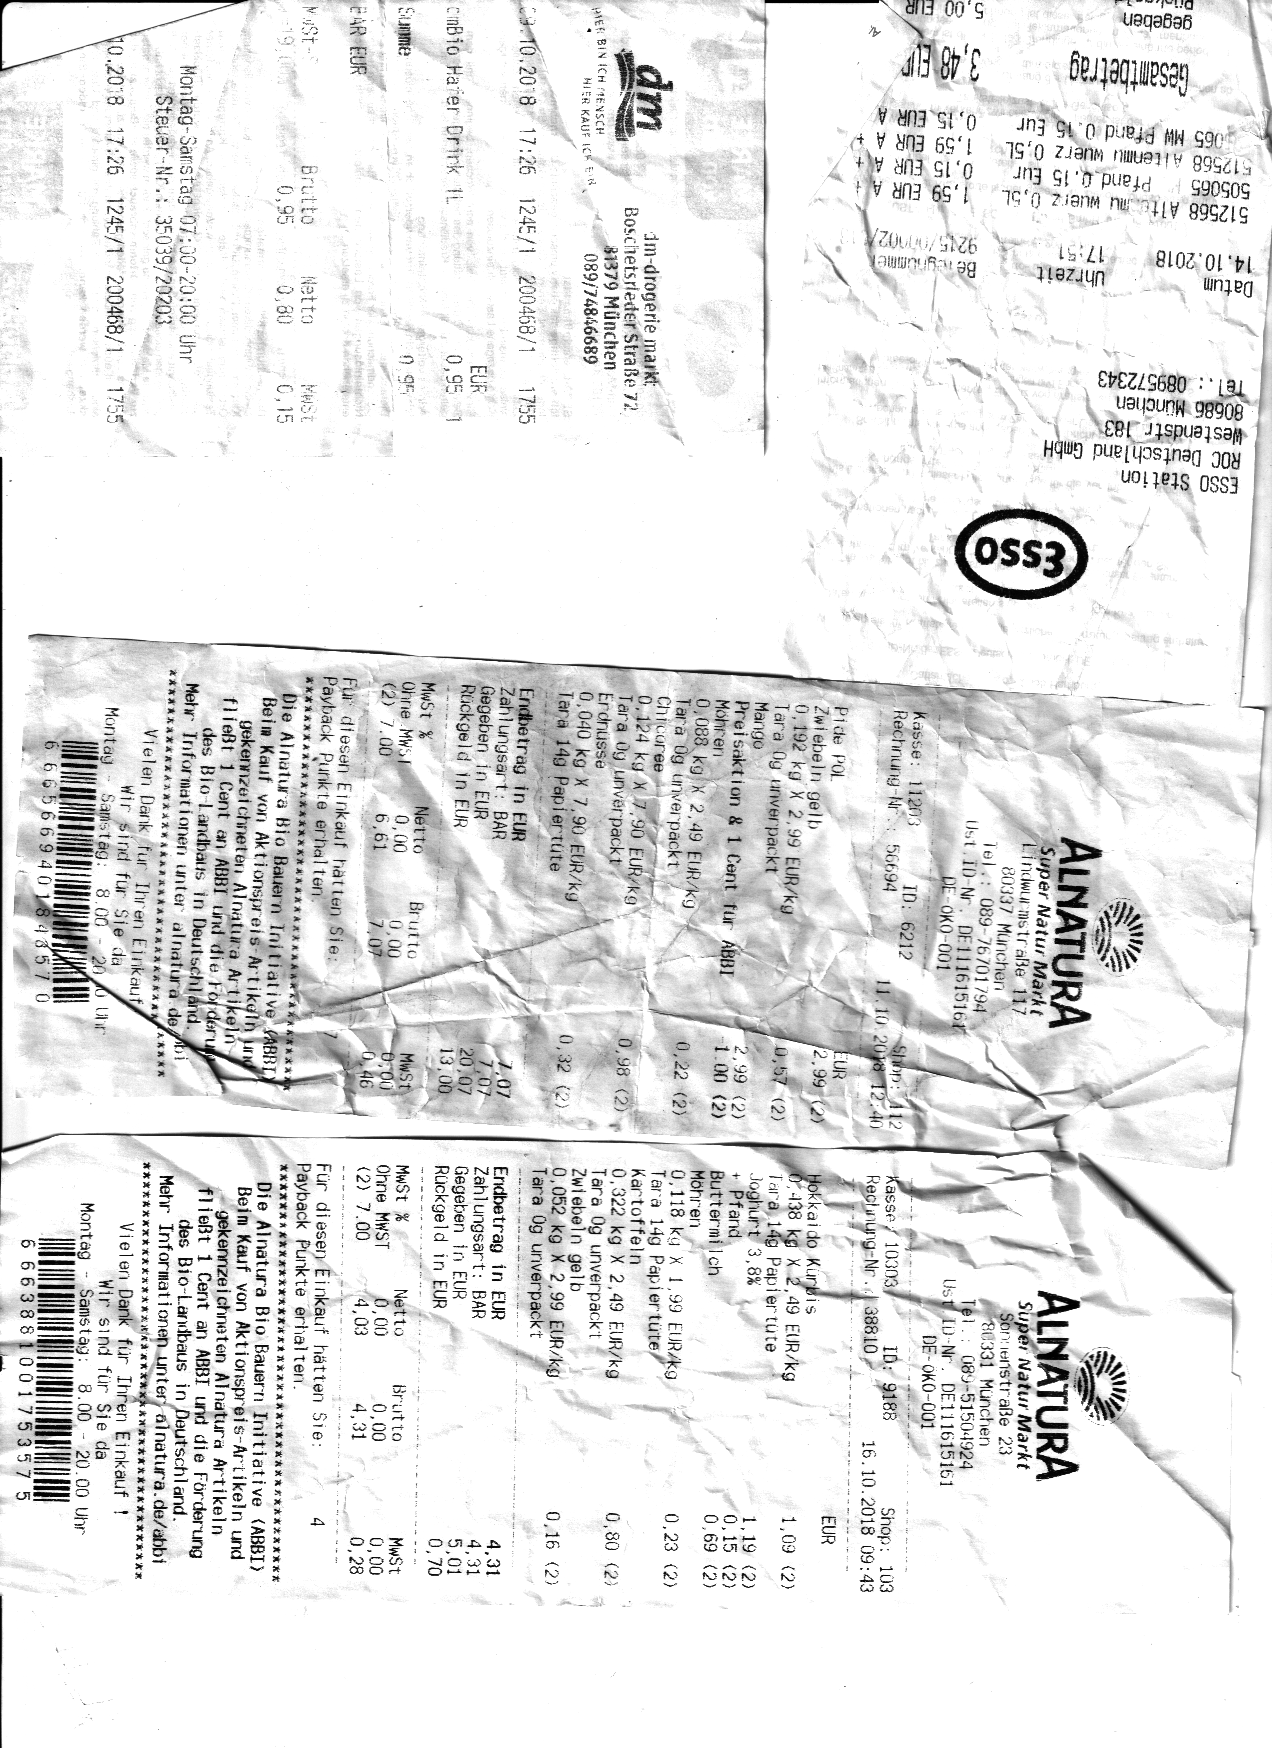 dm
HIER BIN ICH MENSCH
HIER KAUF ICH EIN
dm-drogerie markt
Boschetsrieder Straße 72
81379 München
089/74846689
09.10.2018 17:26 1245/1 200468/1 1755
EUR
dmBio Hafer Drink 1L 0,95 1
Summe 0,95
BAR EUR
MwSt- Brutto Netto MwSt
0,95 0,80 0,15
Montag-Samstag 07:00-20:00 Uhr
Steuer-Nr.: 35039/20203
10.2018 17:26 1245/1 200468/1 1755
Esso
ESSO Station
ROC Deutschland GmbH
Westendstr 183
80686 München
Tel.: 089572343
Datum Uhrzeit Belegnummer
14.10.2018 17:51
512568 mu wuerz 0,5L 1,59 EUR A +
505065 Pfand 0.15 Eur 0,15 EUR A +
512568 Altenmu wuerz 0,5L 1,59 EUR A +
065 MW Pfand 0.15 Eur 0,15 EUR A
Gesamtbetrag 3,48 EUR
gegeben 5,00 EUR
ALNATURA
Super Natur Markt
Lindwurmstraße 117
80337 München
Tel.: 089-76701794
Ust ID-Nr. DE111615161
DE-ÖKO-001
Kasse: 11203 ID: 6212 Shop: 112
Rechnung-Nr.: 56694 11.10.2018 12:40
EUR
Pide POL 2,99 (2)
Zwiebeln gelb
0,192 kg X 2,99 EUR/kg 0,57 (2)
Tara 0g unverpackt
Mango 2,99 (2)
Preisaktion & 1 Cent für ABBI -1.00 (2)
Möhren
0,088 kg X 2,49 EUR/kg 0,22 (2)
Tara 0g unverpackt
Chicoree
0,124 kg X 7,90 EUR/kg 0,98 (2)
Tara 0g unverpackt
Erdnüsse
0,040 kg X 7,90 EUR/kg 0,32 (2)
Tara 14g Papiertüte
Endbetrag in EUR 7,07
Zahlungsart: BAR 7,07
Gegeben in EUR 20,07
Rückgeld in EUR 13,00
MwSt % Netto Brutto MwSt
Ohne MwSt 0,00 0,00 0,00
(2) 7.00 6,61 7,07 0,46
Für diesen Einkauf hätten Sie: 7
Payback Punkte erhalten.
****************************************
Die Alnatura Bio Bauern Initiative (ABBI)
Beim Kauf von Aktionspreis-Artikeln und
gekennzeichneten Alnatura Artikeln
fließt 1 Cent an ABBI und die Förderung
des Bio-Landbaus in Deutschland.
Mehr Informationen unter alnatura.de/abbi
****************************************
Vielen Dank für Ihren Einkauf
Wir sind für Sie da
Montag - Samstag: 8.00 - 20.00 Uhr
6665669401848570
ALNATURA
Super Natur Markt
Sonnenstraße 23
80331 München
Tel.: 089-51504924
Ust ID-Nr. DE111615161
DE-ÖKO-001
Kasse: 10303 ID: 9188 Shop: 103
Rechnung-Nr.: 38810 16.10.2018 09:43
EUR
Hokkaido Kürbis
0,438 kg X 2,49 EUR/kg 1,09 (2)
Tara 14g Papiertüte
Joghurt 3,8% 1,19 (2)
+ Pfand 0,15 (2)
Buttermilch 0,69 (2)
Möhren
0,118 kg X 1,99 EUR/kg 0,23 (2)
Tara 14g Papiertüte
Kartoffeln
0,322 kg X 2,49 EUR/kg 0,80 (2)
Tara 0g unverpackt
Zwiebeln gelb
0,052 kg X 2,99 EUR/kg 0,16 (2)
Tara 0g unverpackt
Endbetrag in EUR 4,31
Zahlungsart: BAR 4,31
Gegeben in EUR 5,01
Rückgeld in EUR 0,70
MwSt % Netto Brutto MwSt
Ohne MwST 0,00 0,00 0,00
(2) 7.00 4,03 4,31 0,28
Für diesen Einkauf hätten Sie: 4
Payback Punkte erhalten.
****************************************
Die Alnatura Bio Bauern Initiative (ABBI)
Beim Kauf von Aktionspreis-Artikeln und
gekennzeichneten Alnatura Artikeln
fließt 1 Cent an ABBI und die Förderung
des Bio-Landbaus in Deutschland.
Mehr Informationen unter alnatura.de/abbi
****************************************
Vielen Dank für Ihren Einkauf !
Wir sind für Sie da
Montag - Samstag: 8.00 - 20.00 Uhr
6663881001753575